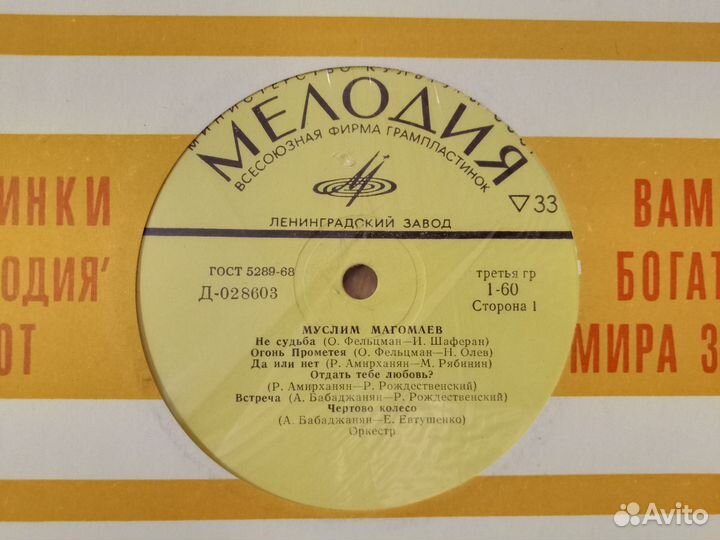 МИНИСТЕРСТВО КУЛЬТУРЫ СССР
МЕЛОДИЯ
ВСЕСОЮЗНАЯ ФИРМА ГРАМПЛАСТИНОК
▽33
ЛЕНИНГРАДСКИЙ ЗАВОД
ИНКИ
ОДИЯ'
ОТ
ВАМ
БОГАТ
МИРА З
ГОСТ 5289-68
Д-028603
третья гр
1-60
Сторона 1
МУСЛИМ МАГОМАЕВ
Не судьба (О. Фельцман—И. Шаферан)
Огонь Прометея (О. Фельцман—Н. Олев)
Да или нет (Р. Амирханян—М. Рябинин)
Отдать тебе любовь?
(Р. Амирханян—Р. Рождественский)
Встреча (А. Бабаджанян—Р. Рождественский)
Чертово колесо
(А. Бабаджанян—Е. Евтушенко)
Оркестр
Avito